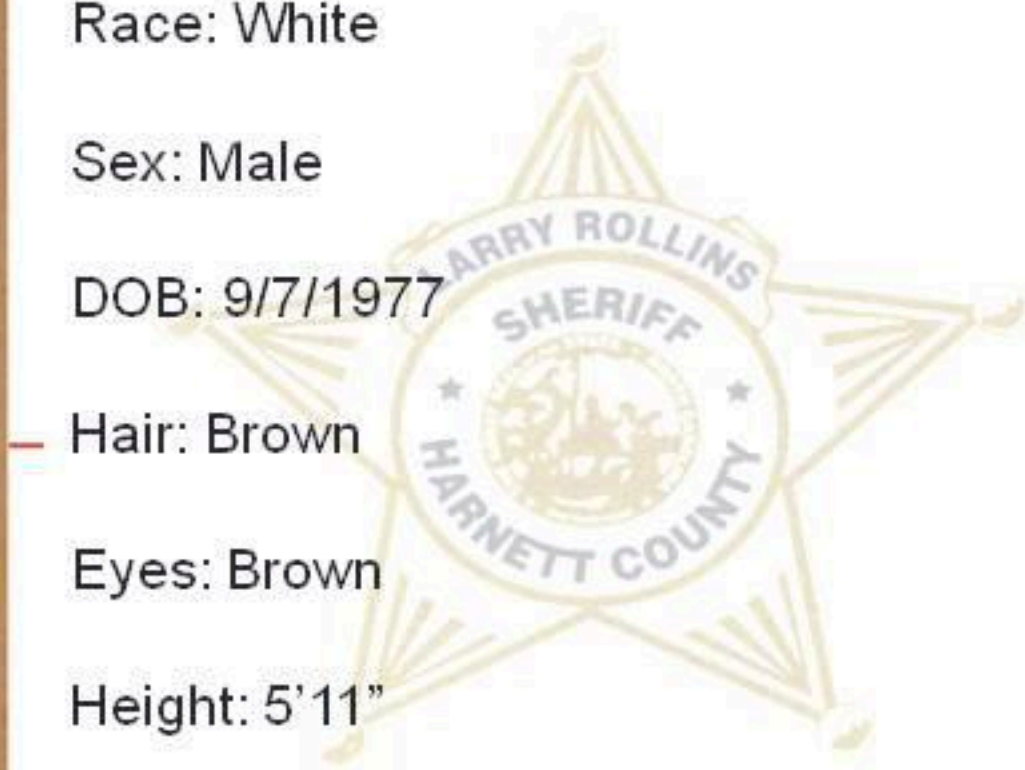 Race: White
Sex: Male
LARRY ROLLINS
DOB: 9/7/1977
SHERIFF
Hair: Brown
HARNETT COUNTY
Eyes: Brown
Height: 5’11”